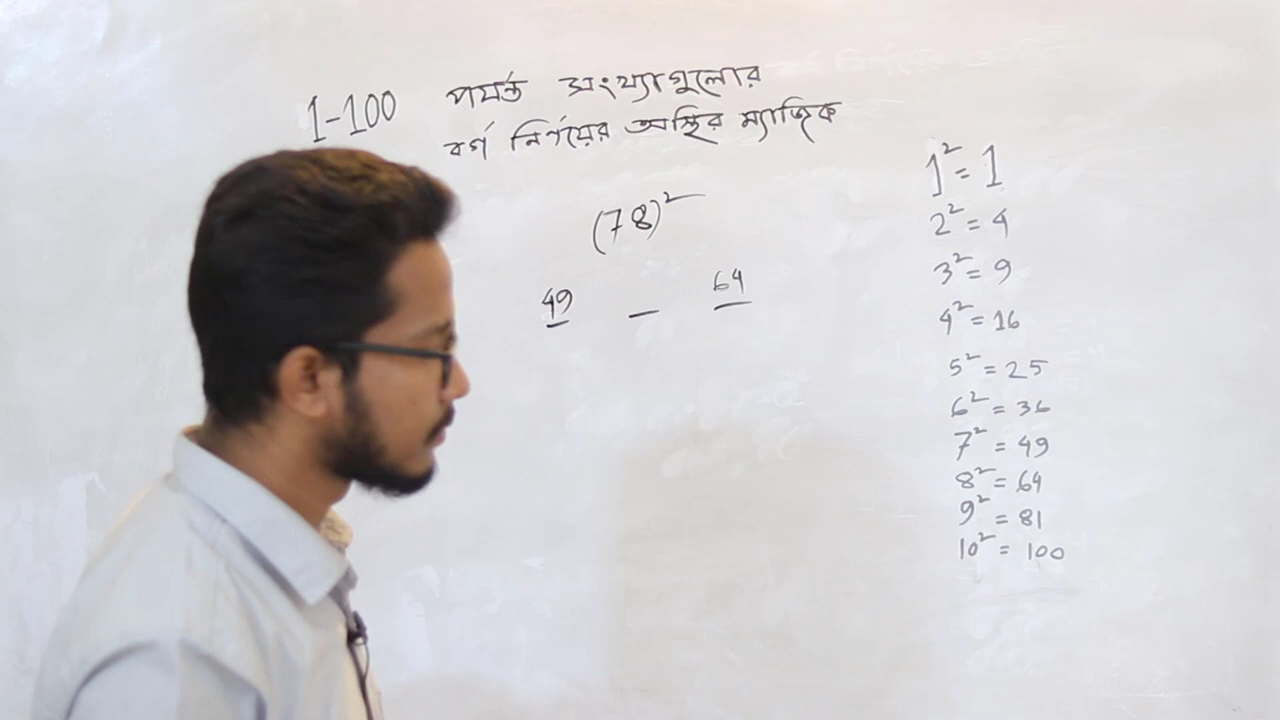 1-100 পর্যন্ত সংখ্যাগুলোর
বর্গ নির্ণয়ের অস্থির ম্যাজিক
(78)²
49 _ 64
1² = 1
2² = 4
3² = 9
4² = 16
5² = 25
6² = 36
7² = 49
8² = 64
9² = 81
10² = 100